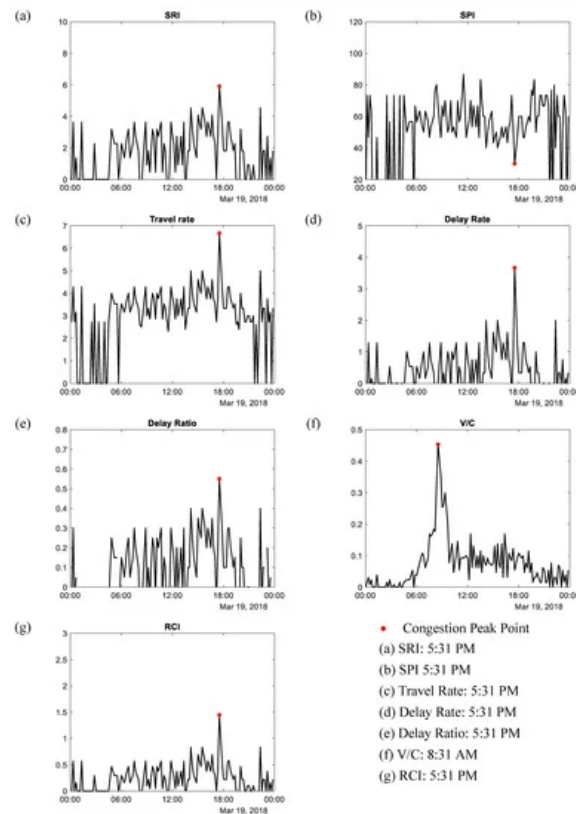 (a)
SRI
10
8
6
4
2
0
00:00 06:00 12:00 18:00 00:00
Mar 19, 2018
(b)
SPI
120
100
80
60
40
20
0
00:00 06:00 12:00 18:00 00:00
Mar 19, 2018
(c)
Travel rate
7
6
5
4
3
2
1
0
00:00 06:00 12:00 18:00 00:00
Mar 19, 2018
(d)
Delay Rate
5
4
3
2
1
0
00:00 06:00 12:00 18:00 00:00
Mar 19, 2018
(e)
Delay Ratio
0.8
0.7
0.6
0.5
0.4
0.3
0.2
0.1
0
00:00 06:00 12:00 18:00 00:00
Mar 19, 2018
(f)
V/C
0.5
0.4
0.3
0.2
0.1
0
00:00 06:00 12:00 18:00 00:00
Mar 19, 2018
(g)
RCI
3
2.5
2
1.5
1
0.5
0
00:00 06:00 12:00 18:00 00:00
Mar 19, 2018
Congestion Peak Point
(a) SRI: 5:31 PM
(b) SPI 5:31 PM
(c) Travel Rate: 5:31 PM
(d) Delay Rate: 5:31 PM
(e) Delay Ratio: 5:31 PM
(f) V/C: 8:31 AM
(g) RCI: 5:31 PM